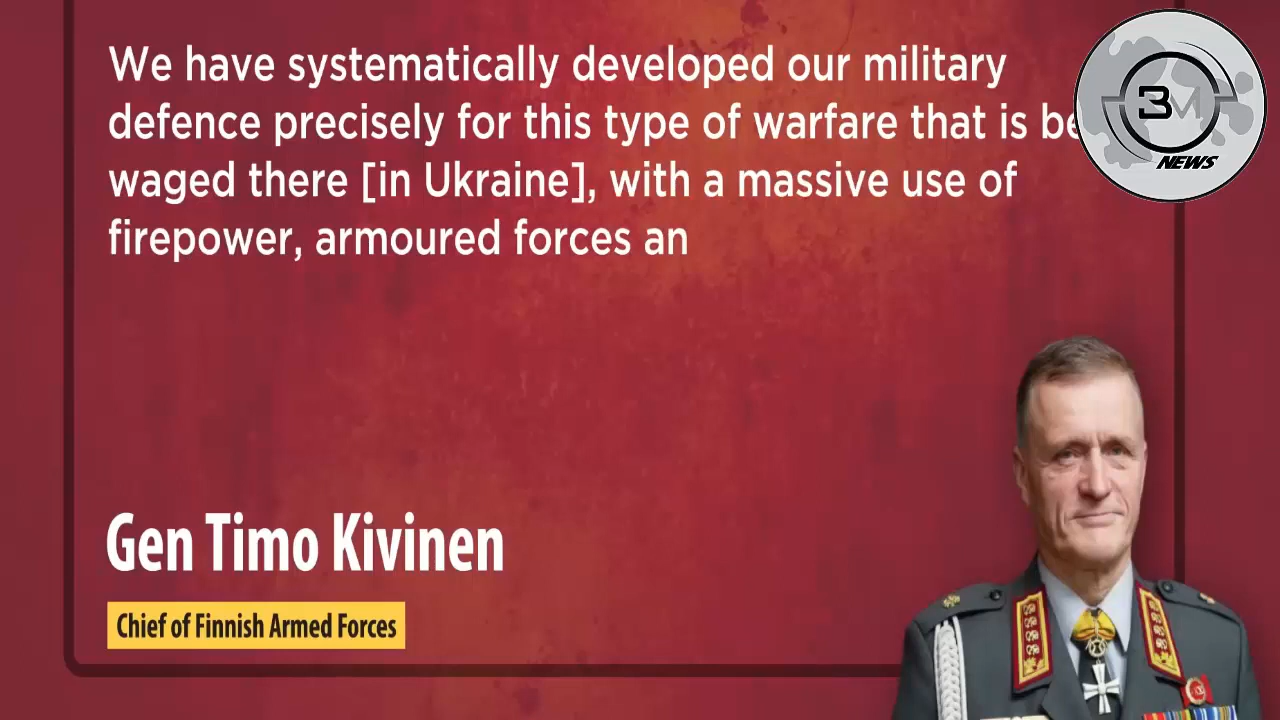 We have systematically developed our military
defence precisely for this type of warfare that is be
waged there [in Ukraine], with a massive use of
firepower, armoured forces an
3M
NEWS
Gen Timo Kivinen
Chief of Finnish Armed Forces